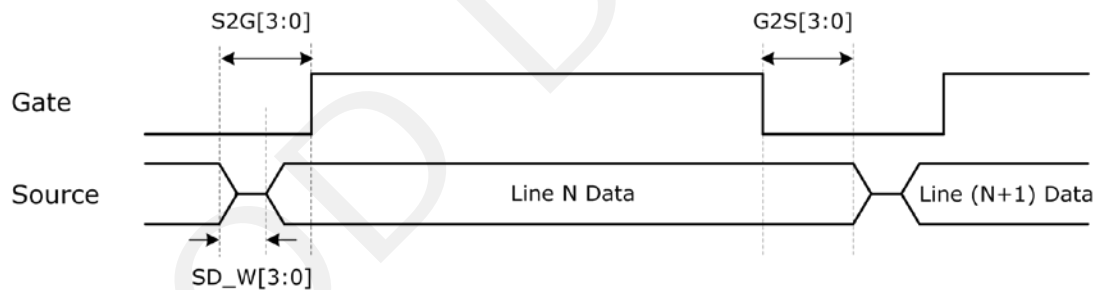 S2G[3:0]
G2S[3:0]
Gate
Source
Line N Data
Line (N+1) Data
SD_W[3:0]